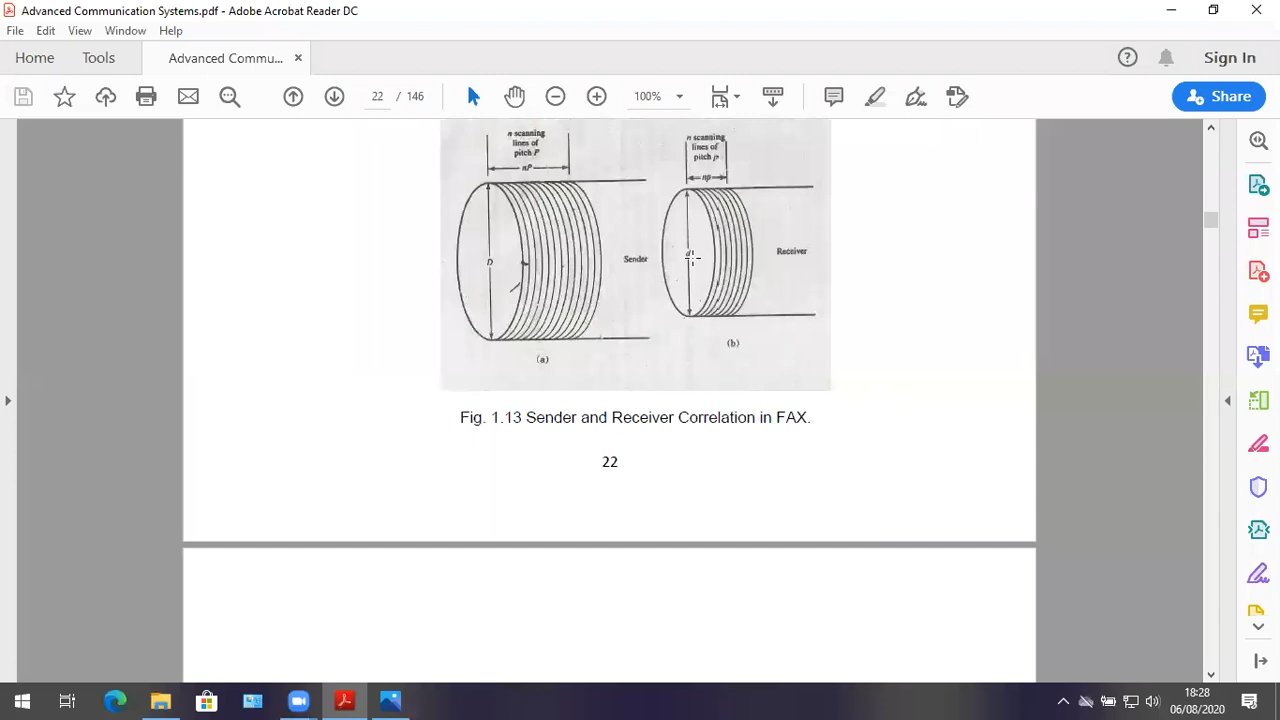 Advanced Communication Systems.pdf - Adobe Acrobat Reader DC
File Edit View Window Help
Home Tools Advanced Commu... × Sign In
22 / 146 100% Share
n scanning
lines of
pitch P
nP
D
Sender
(a)
n scanning
lines of
pitch p
np
d
Receiver
(b)
Fig. 1.13 Sender and Receiver Correlation in FAX.
22
18:28
06/08/2020